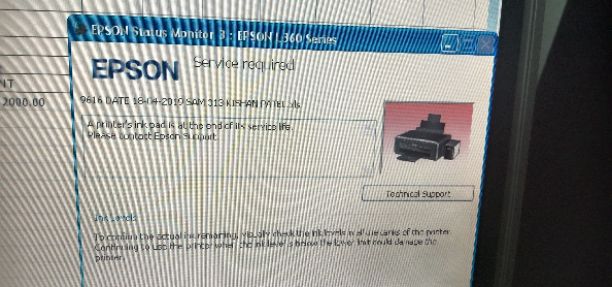 EPSON Status Monitor 3 : EPSON L360 Series
EPSON
Service required
NT
2000.00
9616 DATE 18-04-2019 SAM 313 KISHAN PATEL .xls
A printer's ink pad is at the end of its service life.
Please contact Epson Support.
Technical Support
Ink Levels
To confirm the actual ink remaining, visually check the ink levels in all the tanks of the printer.
Continuing to use the printer when the ink level is below the lower line could damage the
printer.